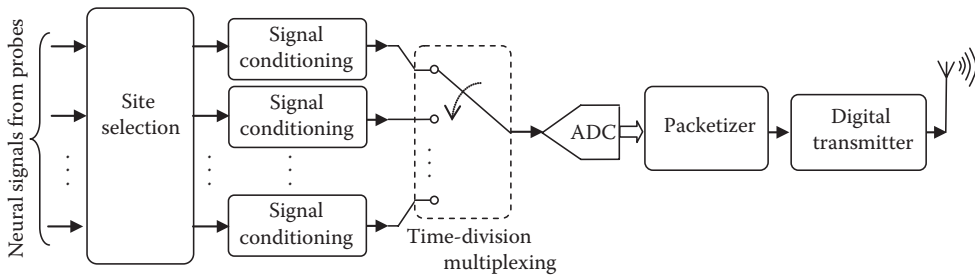 Neural signals from probes
Site
selection
Signal
conditioning
Signal
conditioning
Signal
conditioning
Time-division
multiplexing
ADC
Packetizer
Digital
transmitter